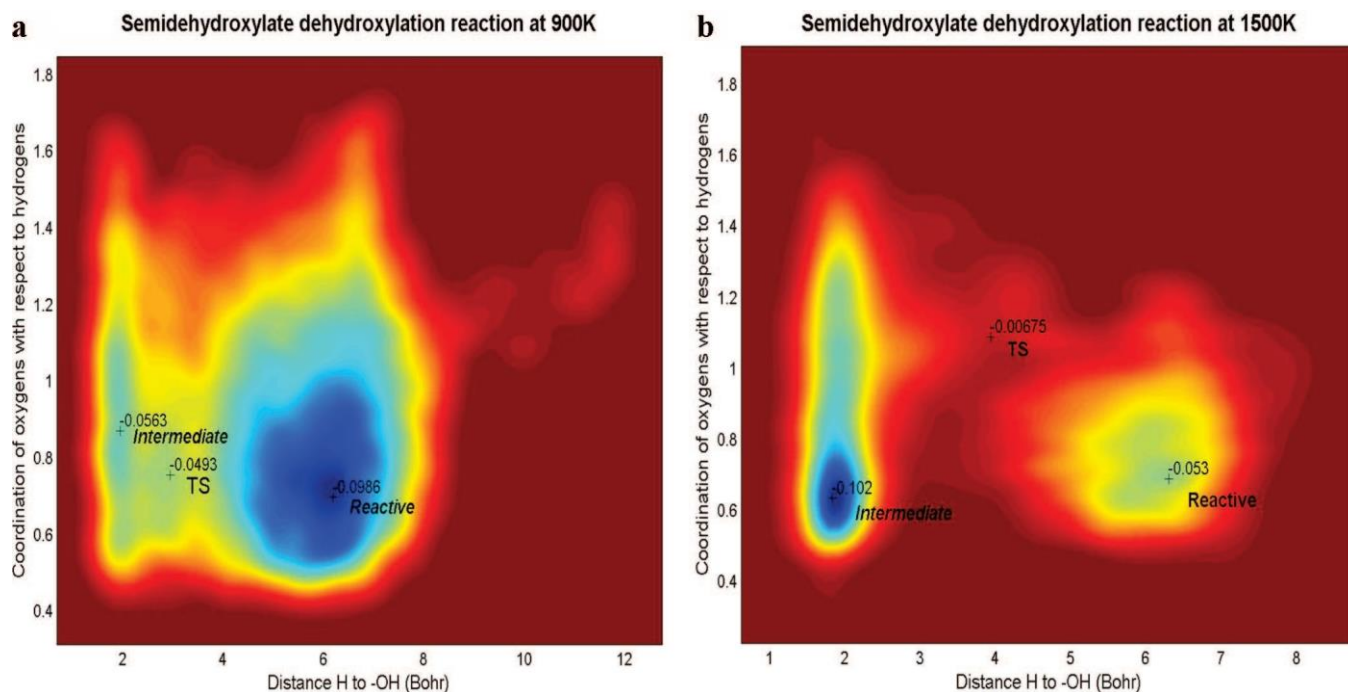 a
Semidehydroxylate dehydroxylation reaction at 900K
Coordination of oxygens with respect to hydrogens
1.8
1.6
1.4
1.2
1
0.8
0.6
0.4
-0.0563
Intermediate
-0.0493
TS
-0.0986
Reactive
2
4
6
8
10
12
Distance H to -OH (Bohr)
b
Semidehydroxylate dehydroxylation reaction at 1500K
Coordination of oxygens with respect to hydrogens
1.8
1.6
1.4
1.2
1
0.8
0.6
0.4
-0.00675
TS
-0.102
Intermediate
-0.053
Reactive
1
2
3
4
5
6
7
8
Distance H to -OH (Bohr)